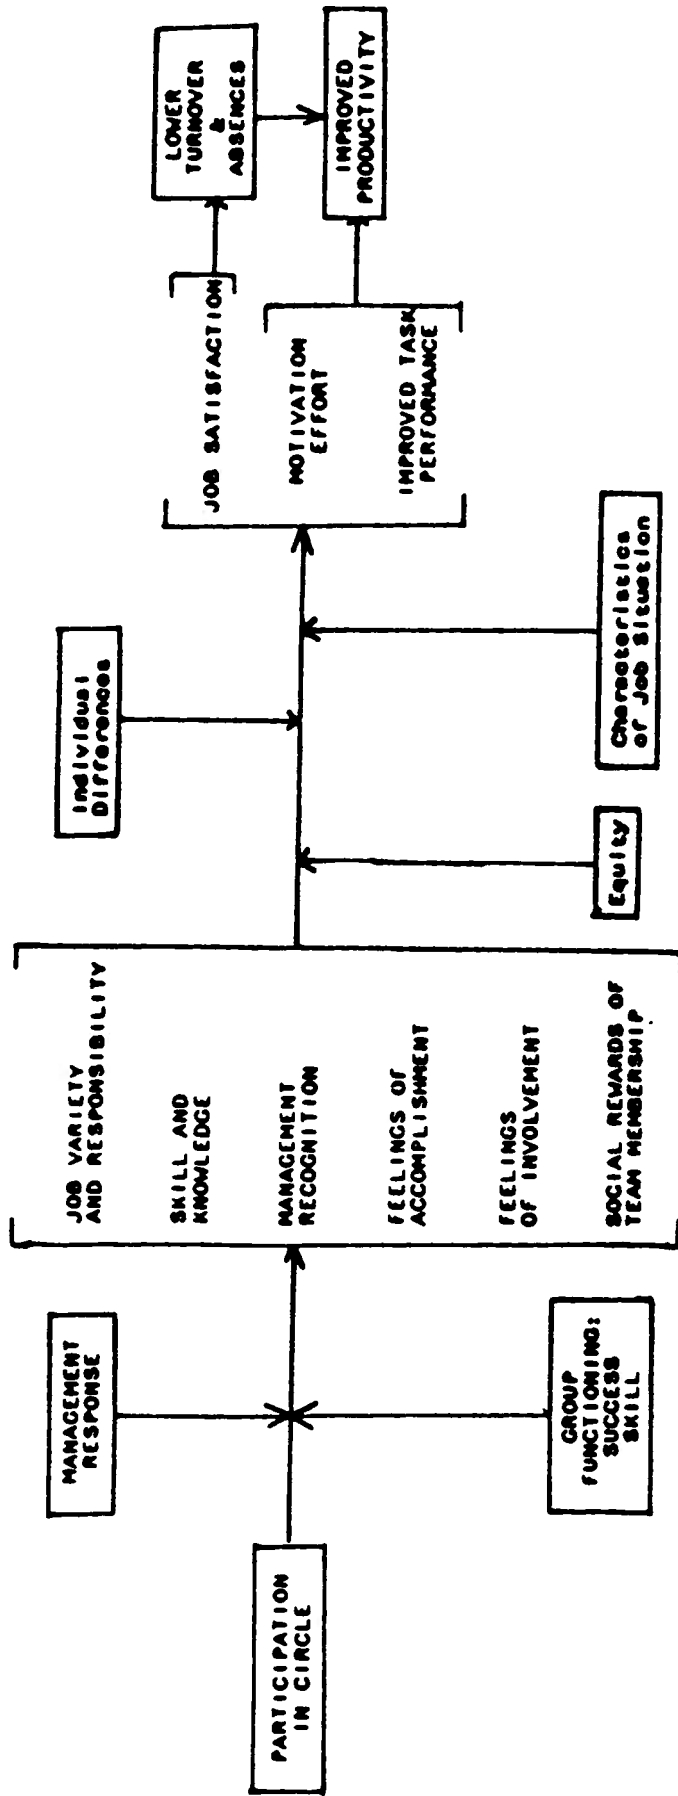 PARTICIPATION
IN CIRCLE
MANAGEMENT
RESPONSE
GROUP
FUNCTIONING:
SUCCESS
SKILL
JOB VARIETY
AND RESPONSIBILITY
SKILL AND
KNOWLEDGE
MANAGEMENT
RECOGNITION
FEELINGS OF
ACCOMPLISHMENT
FEELINGS
OF INVOLVEMENT
SOCIAL REWARDS OF
TEAM MEMBERSHIP
Individual
Differences
Equity
Characteristics
of Job Situation
JOB SATISFACTION
MOTIVATION
EFFORT
IMPROVED TASK
PERFORMANCE
LOWER
TURNOVER
&
ABSENCES
IMPROVED
PRODUCTIVITY